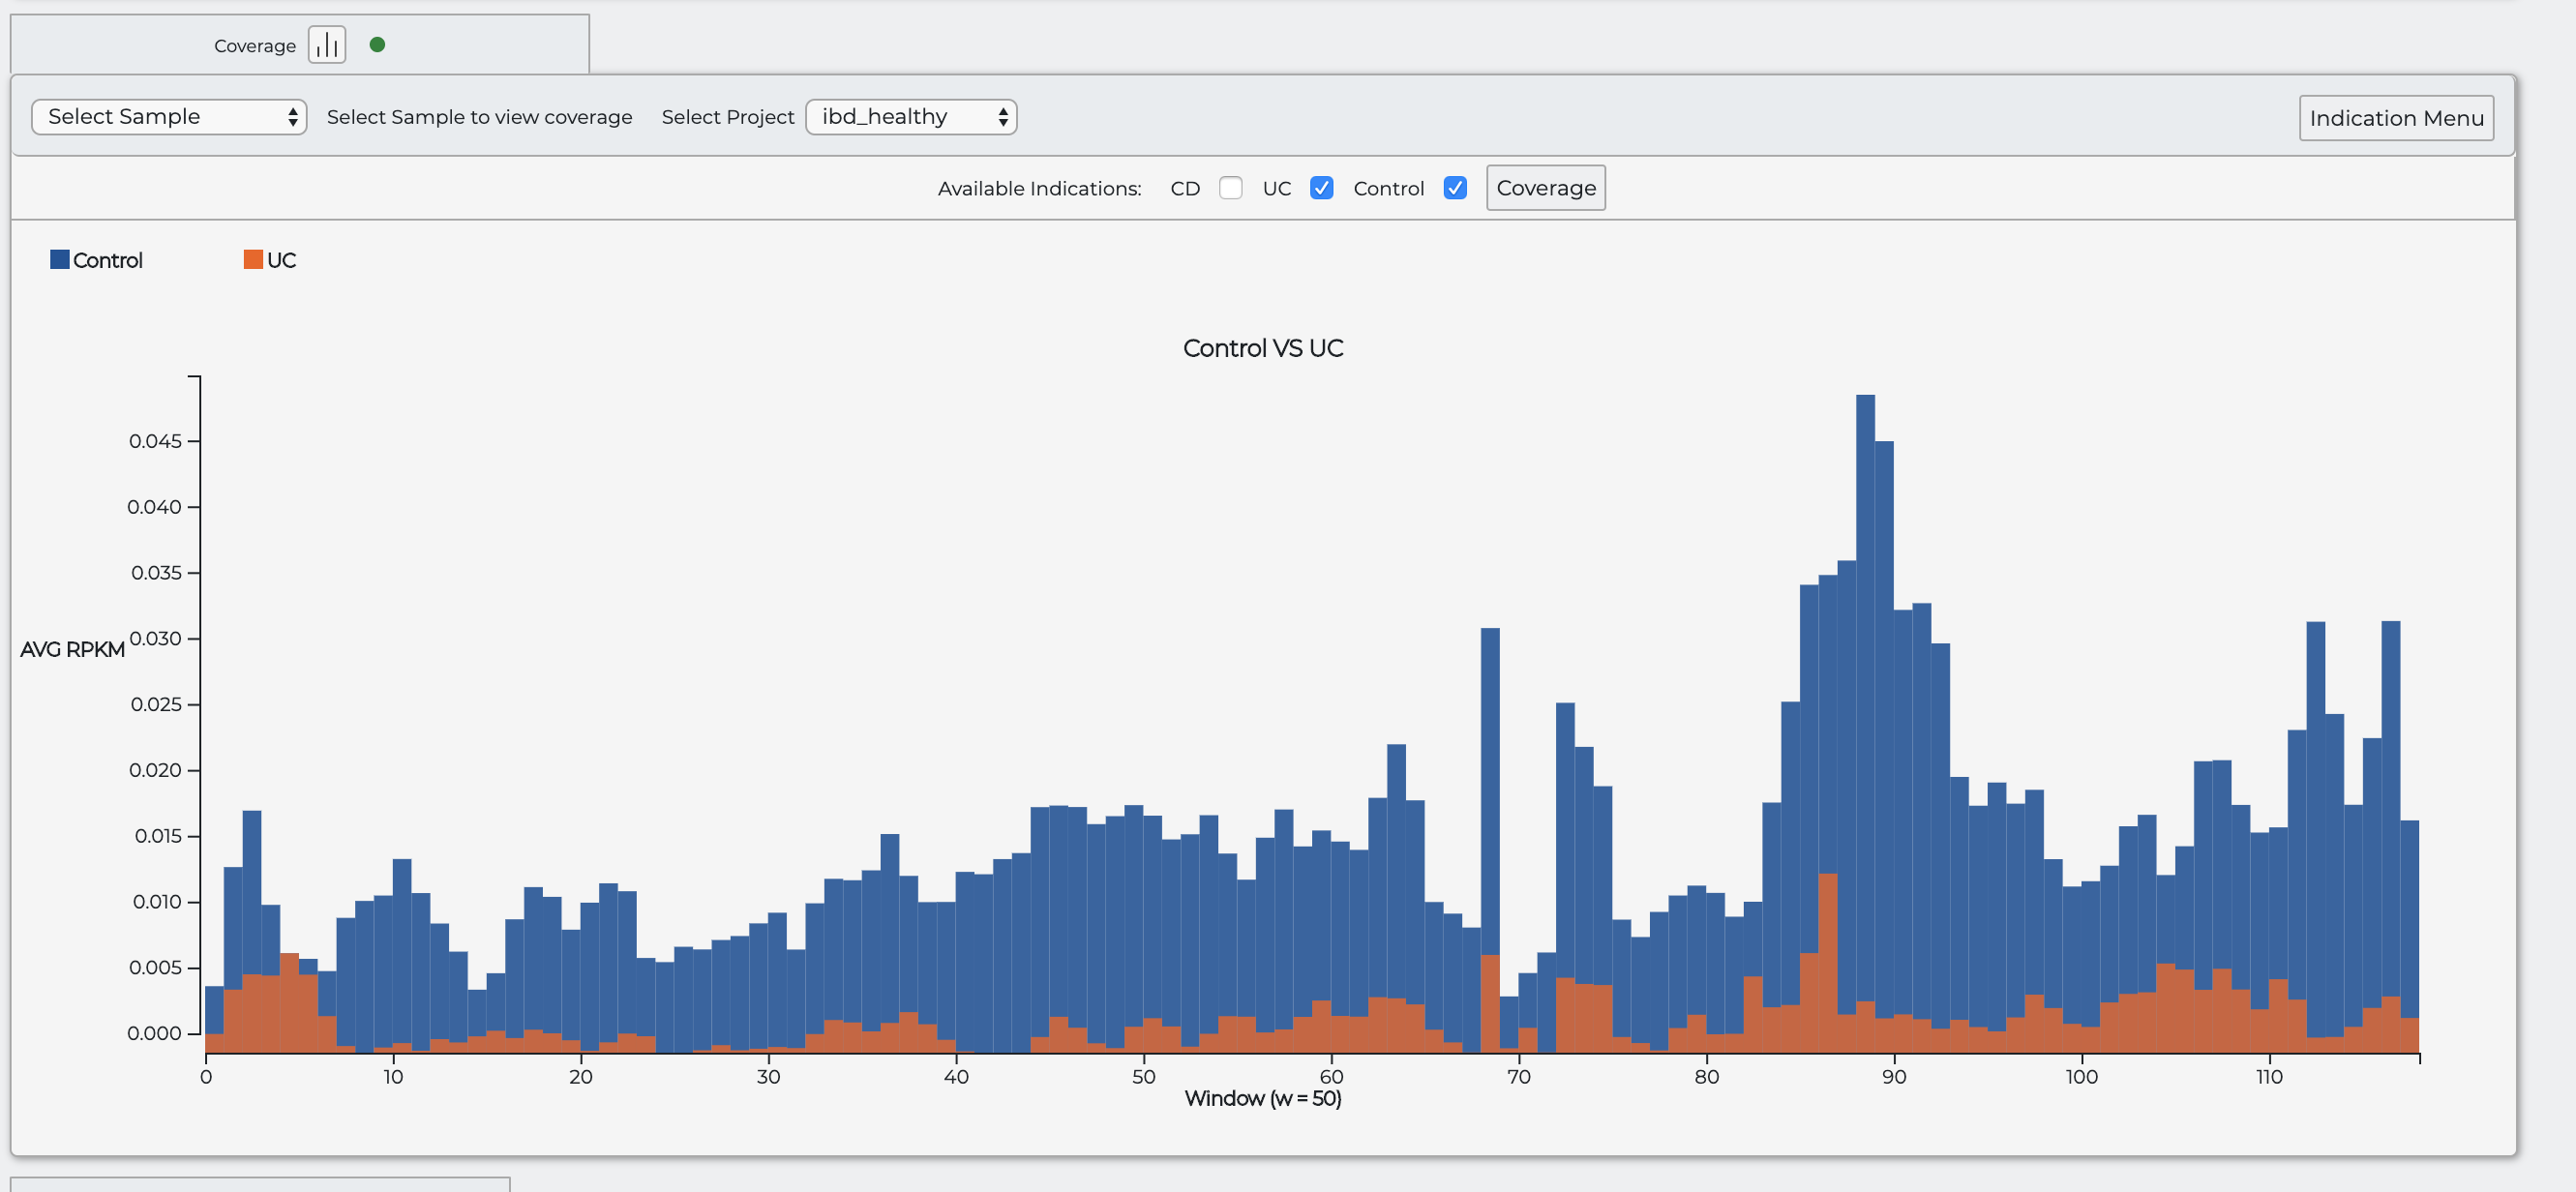 Coverage
Select Sample Select Sample to view coverage Select Project ibd_healthy Indication Menu
Available Indications: CD UC Control Coverage
Control UC
Control VS UC
0.045
0.040
0.035
AVG RPKM 0.030
0.025
0.020
0.015
0.010
0.005
0.000
0 10 20 30 40 50 60 70 80 90 100 110
Window (w = 50)